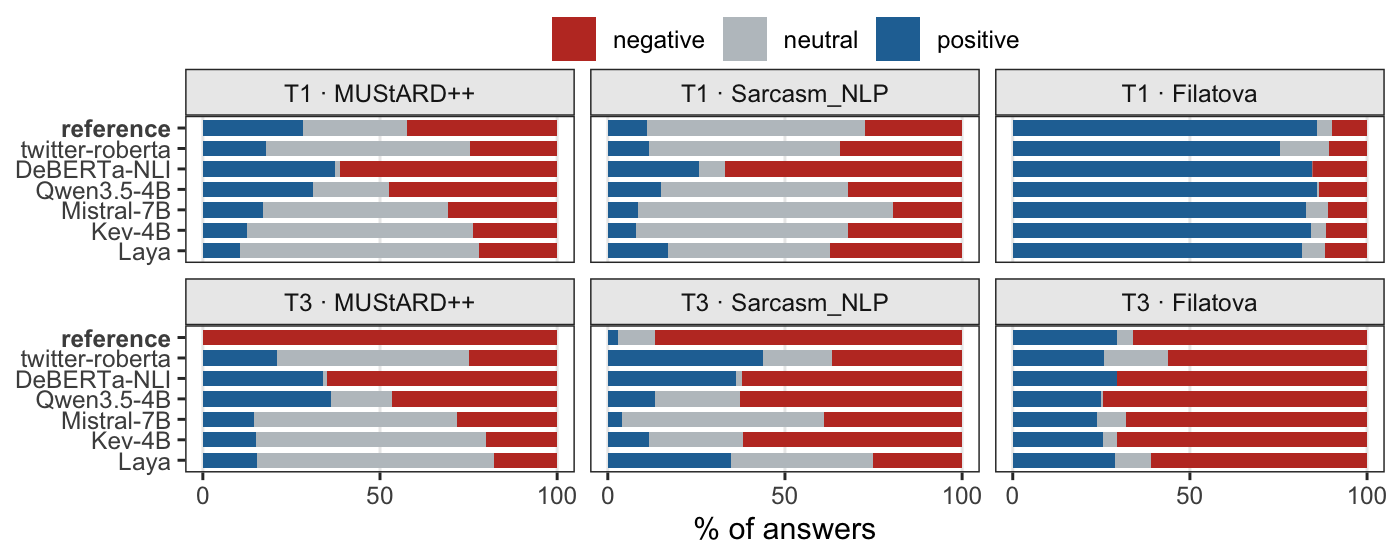 negative neutral positive
T1 · MUStARD++ T1 · Sarcasm_NLP T1 · Filatova
reference
twitter-roberta
DeBERTa-NLI
Qwen3.5-4B
Mistral-7B
Kev-4B
Laya
T3 · MUStARD++ T3 · Sarcasm_NLP T3 · Filatova
reference
twitter-roberta
DeBERTa-NLI
Qwen3.5-4B
Mistral-7B
Kev-4B
Laya
0 50 100 0 50 100 0 50 100
% of answers